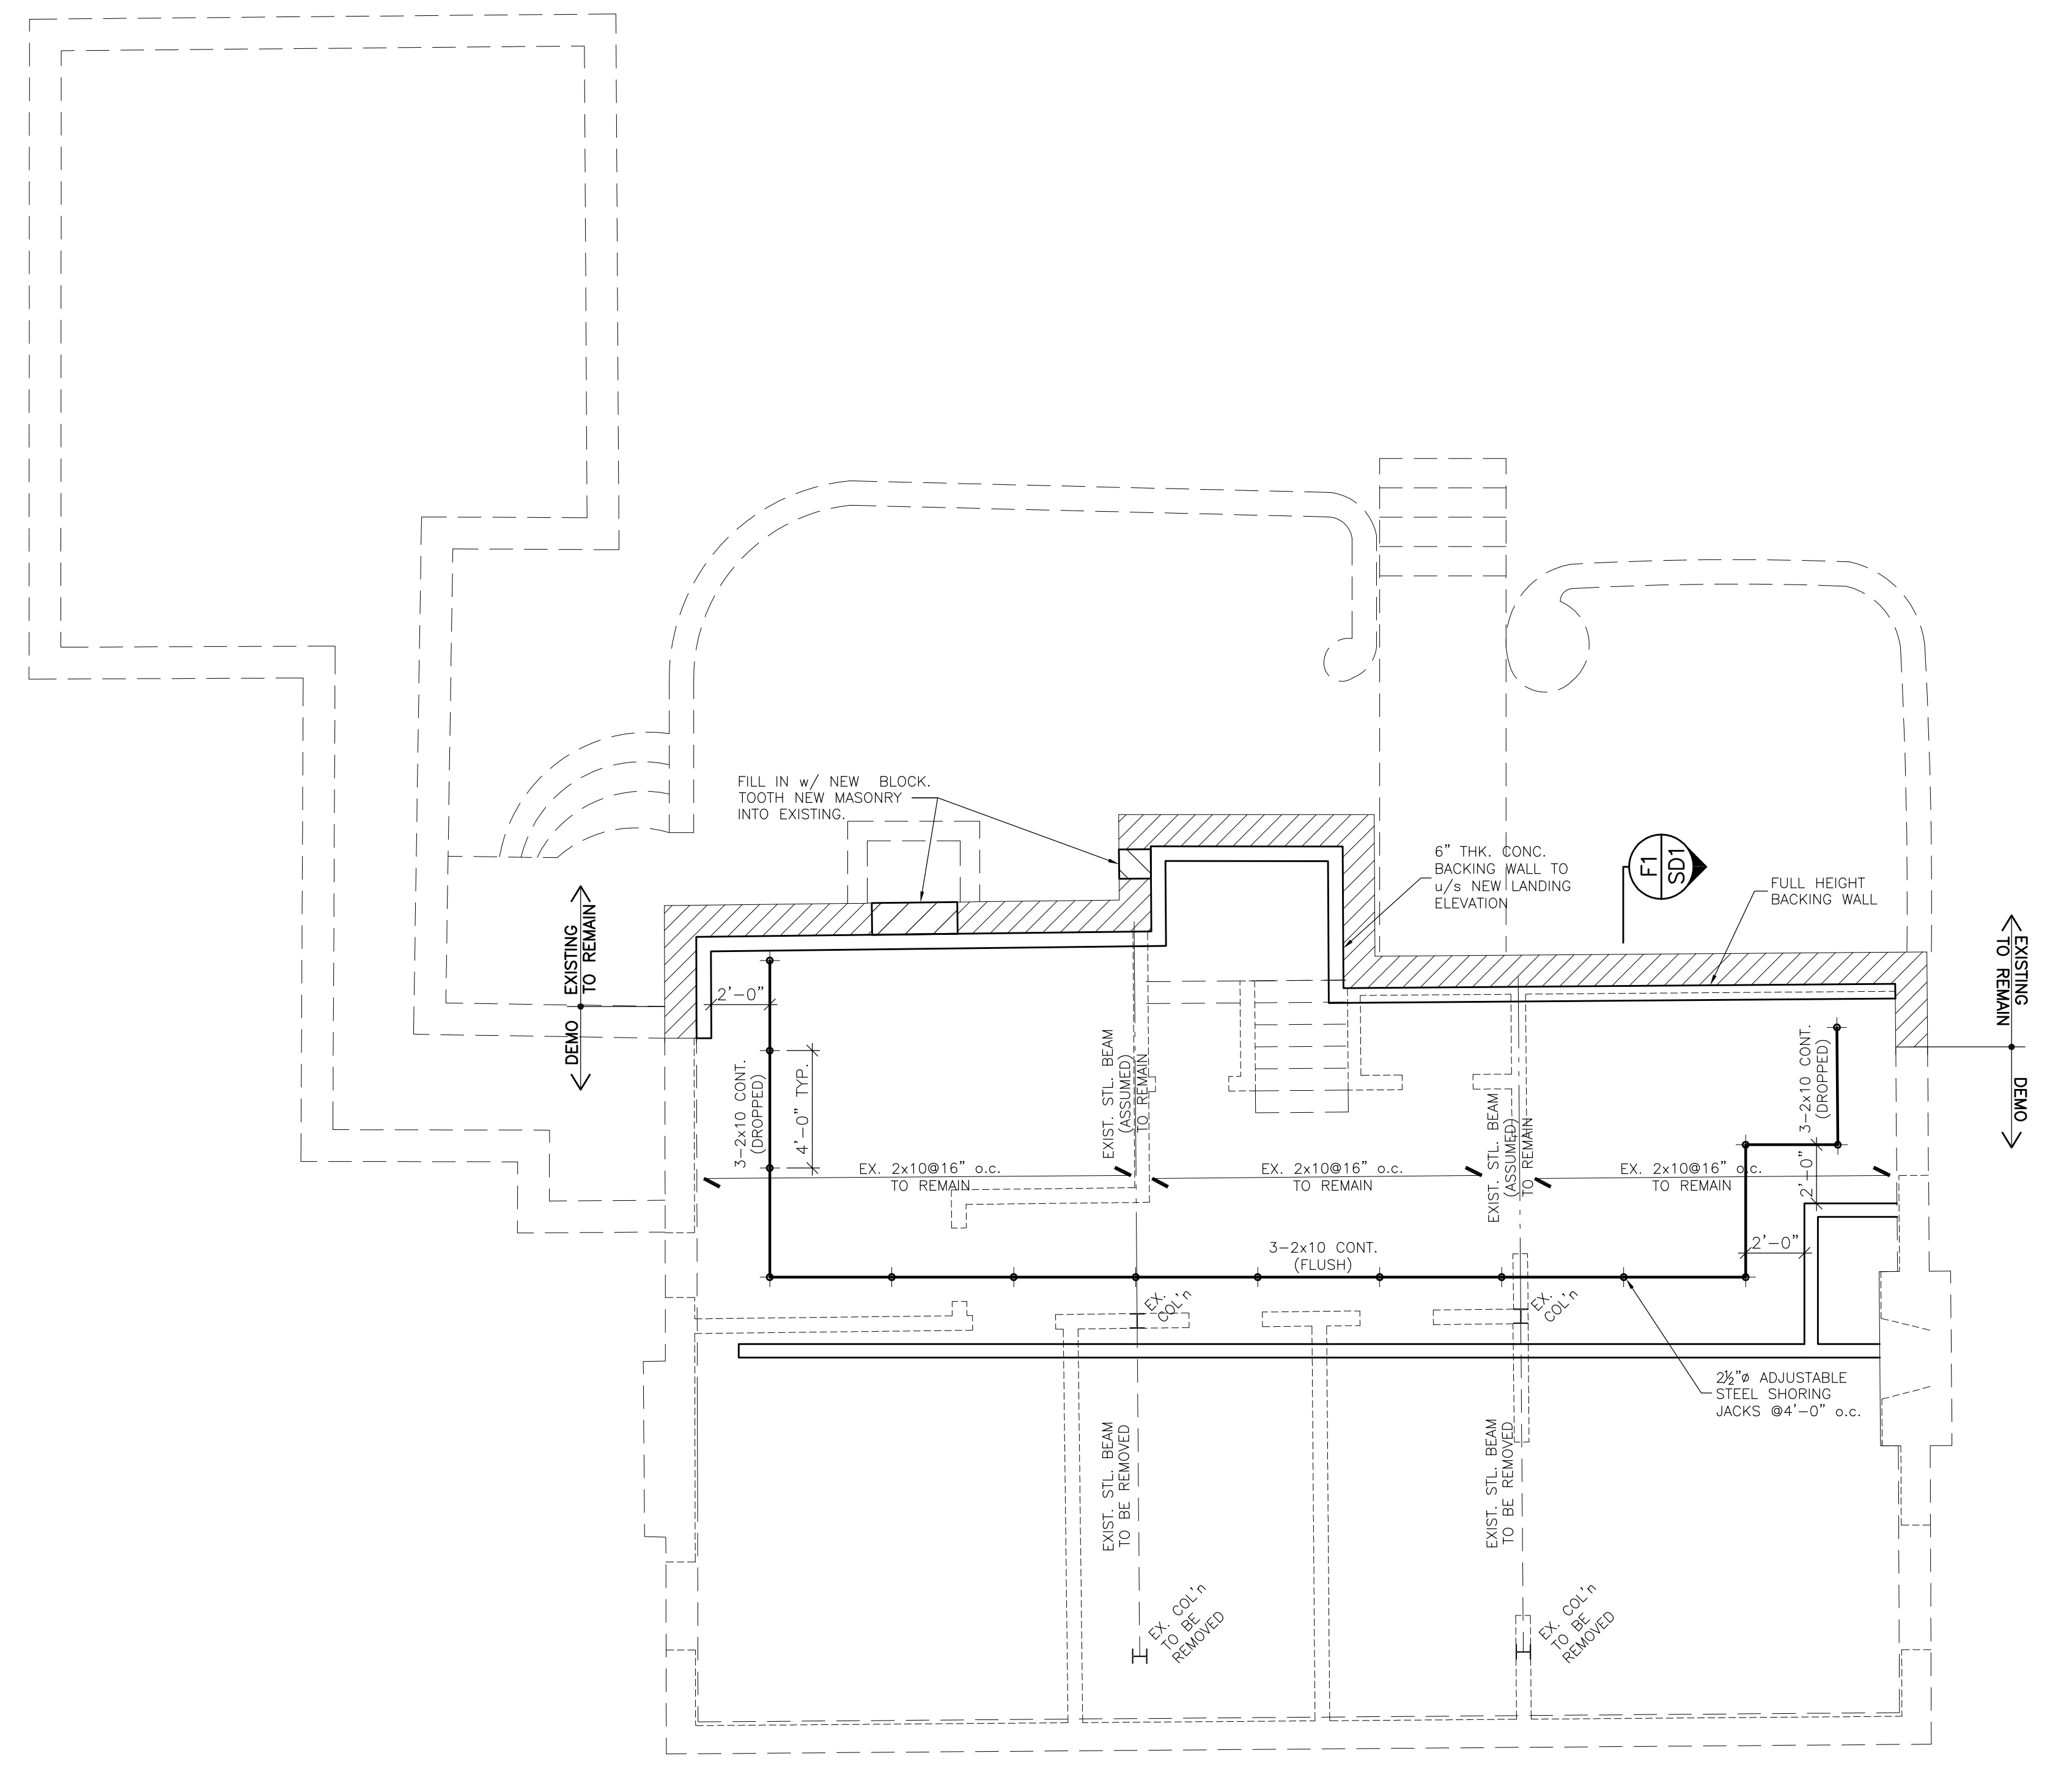 FILL IN w/ NEW BLOCK.
TOOTH NEW MASONRY
INTO EXISTING.
6" THK. CONC.
BACKING WALL TO
u/s NEW LANDING
ELEVATION
F1
SD1
FULL HEIGHT
BACKING WALL
EXISTING
TO REMAIN
DEMO
EXISTING
TO REMAIN
DEMO
2'-0"
3-2x10 CONT.
(DROPPED)
4'-0" TYP.
EXIST. STL. BEAM
(ASSUMED)
TO REMAIN
EXIST. STL. BEAM
(ASSUMED)
TO REMAIN
3-2x10 CONT.
(DROPPED)
EX. 2x10@16" o.c.
TO REMAIN
EX. 2x10@16" o.c.
TO REMAIN
EX. 2x10@16" o.c.
TO REMAIN
2'-0"
2'-0"
3-2x10 CONT.
(FLUSH)
EX.
COL'n
EX.
COL'n
2½"ø ADJUSTABLE
STEEL SHORING
JACKS @4'-0" o.c.
EXIST. STL. BEAM
TO BE REMOVED
EXIST. STL. BEAM
TO BE REMOVED
EX. COL'n
TO BE
REMOVED
EX. COL'n
TO BE
REMOVED